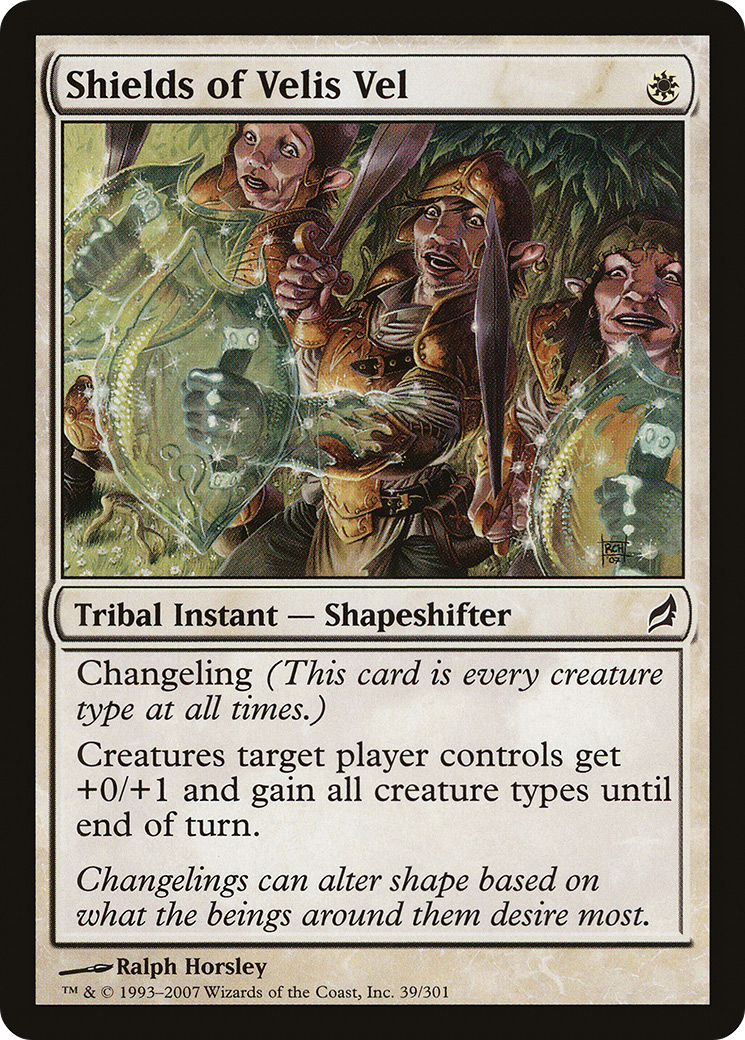 Shields of Velis Vel
RCH
07
Tribal Instant — Shapeshifter
Changeling (This card is every creature
type at all times.)
Creatures target player controls get
+0/+1 and gain all creature types until
end of turn.
Changelings can alter shape based on
what the beings around them desire most.
Ralph Horsley
™ & © 1993–2007 Wizards of the Coast, Inc. 39/301